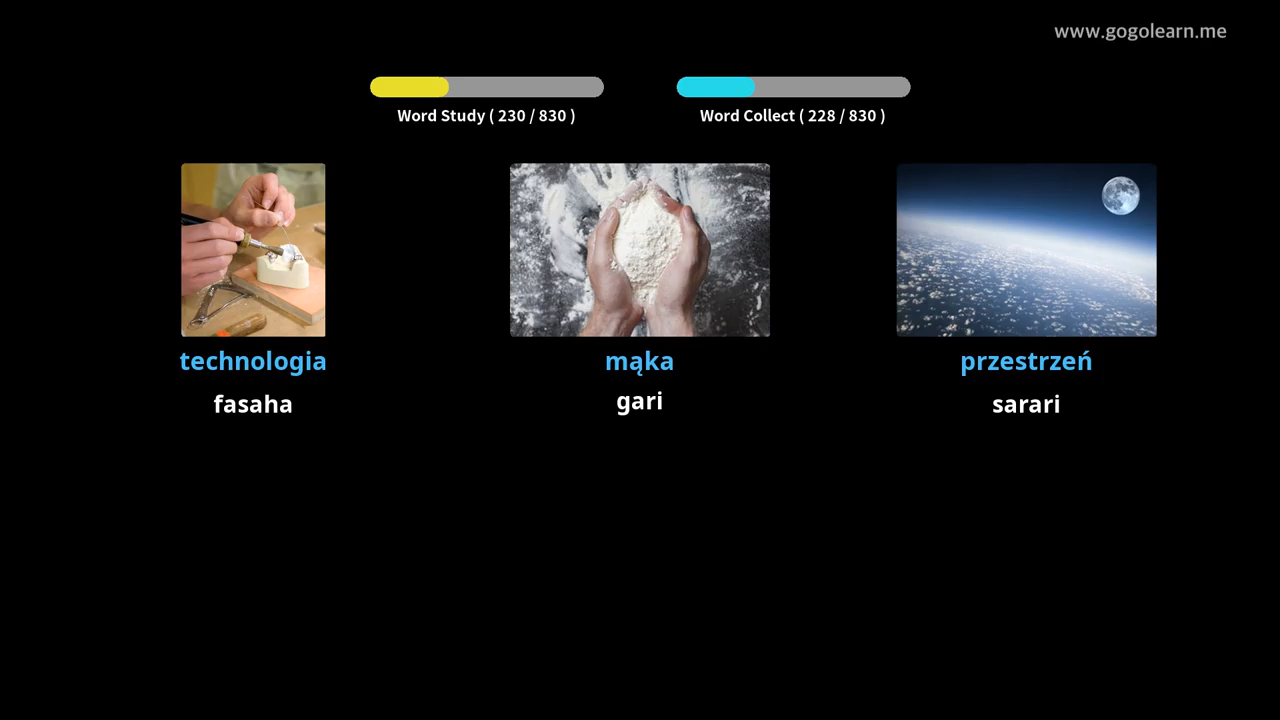 www.gogolearn.me
Word Study ( 230 / 830 )
Word Collect ( 228 / 830 )
technologia
fasaha
mąka
gari
przestrzeń
sarari